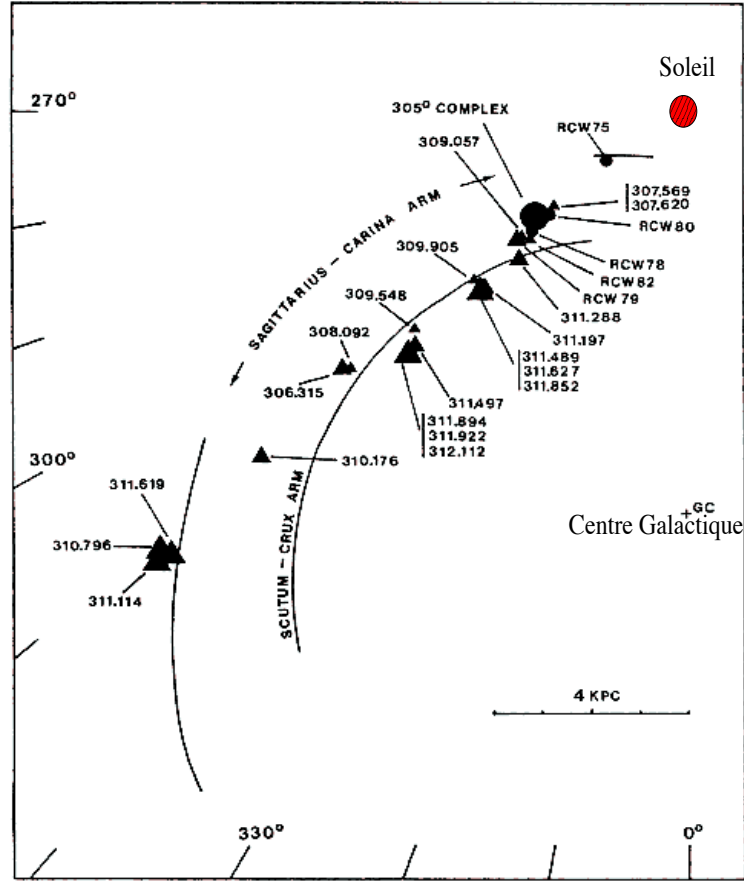 Soleil
270°
305° COMPLEX
RCW75
309.057
307.569
307.620
RCW80
SAGITTARIUS - CARINA ARM
309.905
RCW78
RCW82
RCW79
311.288
309.548
311.197
308.092
311.489
311.627
311.852
306.315
311.497
311.894
311.922
312.112
300°
310.176
311.619
SCUTUM - CRUX ARM
+GC
Centre Galactique
310.796
311.114
4 KPC
330°
0°